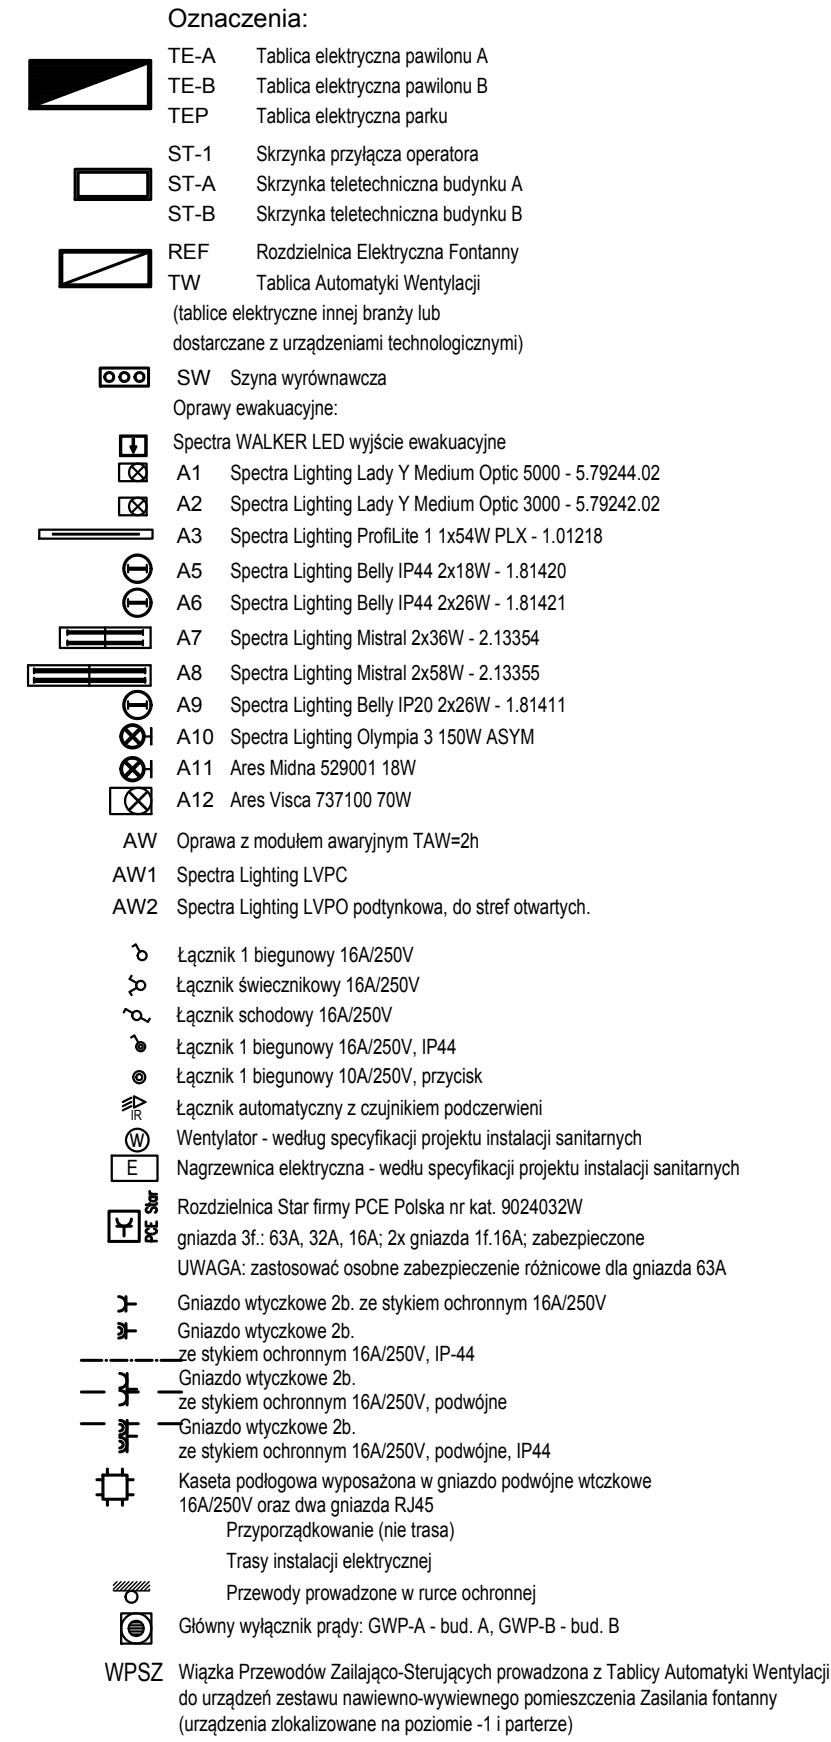 Oznaczenia:
TE-A Tablica elektryczna pawilonu A
TE-B Tablica elektryczna pawilonu B
TEP Tablica elektryczna parku
ST-1 Skrzynka przyłącza operatora
ST-A Skrzynka teletechniczna budynku A
ST-B Skrzynka teletechniczna budynku B
REF Rozdzielnica Elektryczna Fontanny
TW Tablica Automatyki Wentylacji
(tablice elektryczne innej branży lub
dostarczane z urządzeniami technologicznymi)
SW Szyna wyrównawcza
Oprawy ewakuacyjne:
Spectra WALKER LED wyjście ewakuacyjne
A1 Spectra Lighting Lady Y Medium Optic 5000 - 5.79244.02
A2 Spectra Lighting Lady Y Medium Optic 3000 - 5.79242.02
A3 Spectra Lighting ProfiLite 1 1x54W PLX - 1.01218
A5 Spectra Lighting Belly IP44 2x18W - 1.81420
A6 Spectra Lighting Belly IP44 2x26W - 1.81421
A7 Spectra Lighting Mistral 2x36W - 2.13354
A8 Spectra Lighting Mistral 2x58W - 2.13355
A9 Spectra Lighting Belly IP20 2x26W - 1.81411
A10 Spectra Lighting Olympia 3 150W ASYM
A11 Ares Midna 529001 18W
A12 Ares Visca 737100 70W
AW Oprawa z modułem awaryjnym TAW=2h
AW1 Spectra Lighting LVPC
AW2 Spectra Lighting LVPO podtynkowa, do stref otwartych.
Łącznik 1 biegunowy 16A/250V
Łącznik świecznikowy 16A/250V
Łącznik schodowy 16A/250V
Łącznik 1 biegunowy 16A/250V, IP44
Łącznik 1 biegunowy 10A/250V, przycisk
IR Łącznik automatyczny z czujnikiem podczerwieni
W Wentylator - według specyfikacji projektu instalacji sanitarnych
E Nagrzewnica elektryczna - wedłu specyfikacji projektu instalacji sanitarnych
PCE Star
Rozdzielnica Star firmy PCE Polska nr kat. 9024032W
gniazda 3f.: 63A, 32A, 16A; 2x gniazda 1f.16A; zabezpieczone
UWAGA: zastosować osobne zabezpieczenie różnicowe dla gniazda 63A
Gniazdo wtyczkowe 2b. ze stykiem ochronnym 16A/250V
Gniazdo wtyczkowe 2b.
ze stykiem ochronnym 16A/250V, IP-44
Gniazdo wtyczkowe 2b.
ze stykiem ochronnym 16A/250V, podwójne
Gniazdo wtyczkowe 2b.
ze stykiem ochronnym 16A/250V, podwójne, IP44
Kaseta podłogowa wyposażona w gniazdo podwójne wtczkowe
16A/250V oraz dwa gniazda RJ45
Przyporządkowanie (nie trasa)
Trasy instalacji elektrycznej
Przewody prowadzone w rurce ochronnej
Główny wyłącznik prądy: GWP-A - bud. A, GWP-B - bud. B
WPSZ Wiązka Przewodów Zailająco-Sterujących prowadzona z Tablicy Automatyki Wentylacji
do urządzeń zestawu nawiewno-wywiewnego pomieszczenia Zasilania fontanny
(urządzenia zlokalizowane na poziomie -1 i parterze)